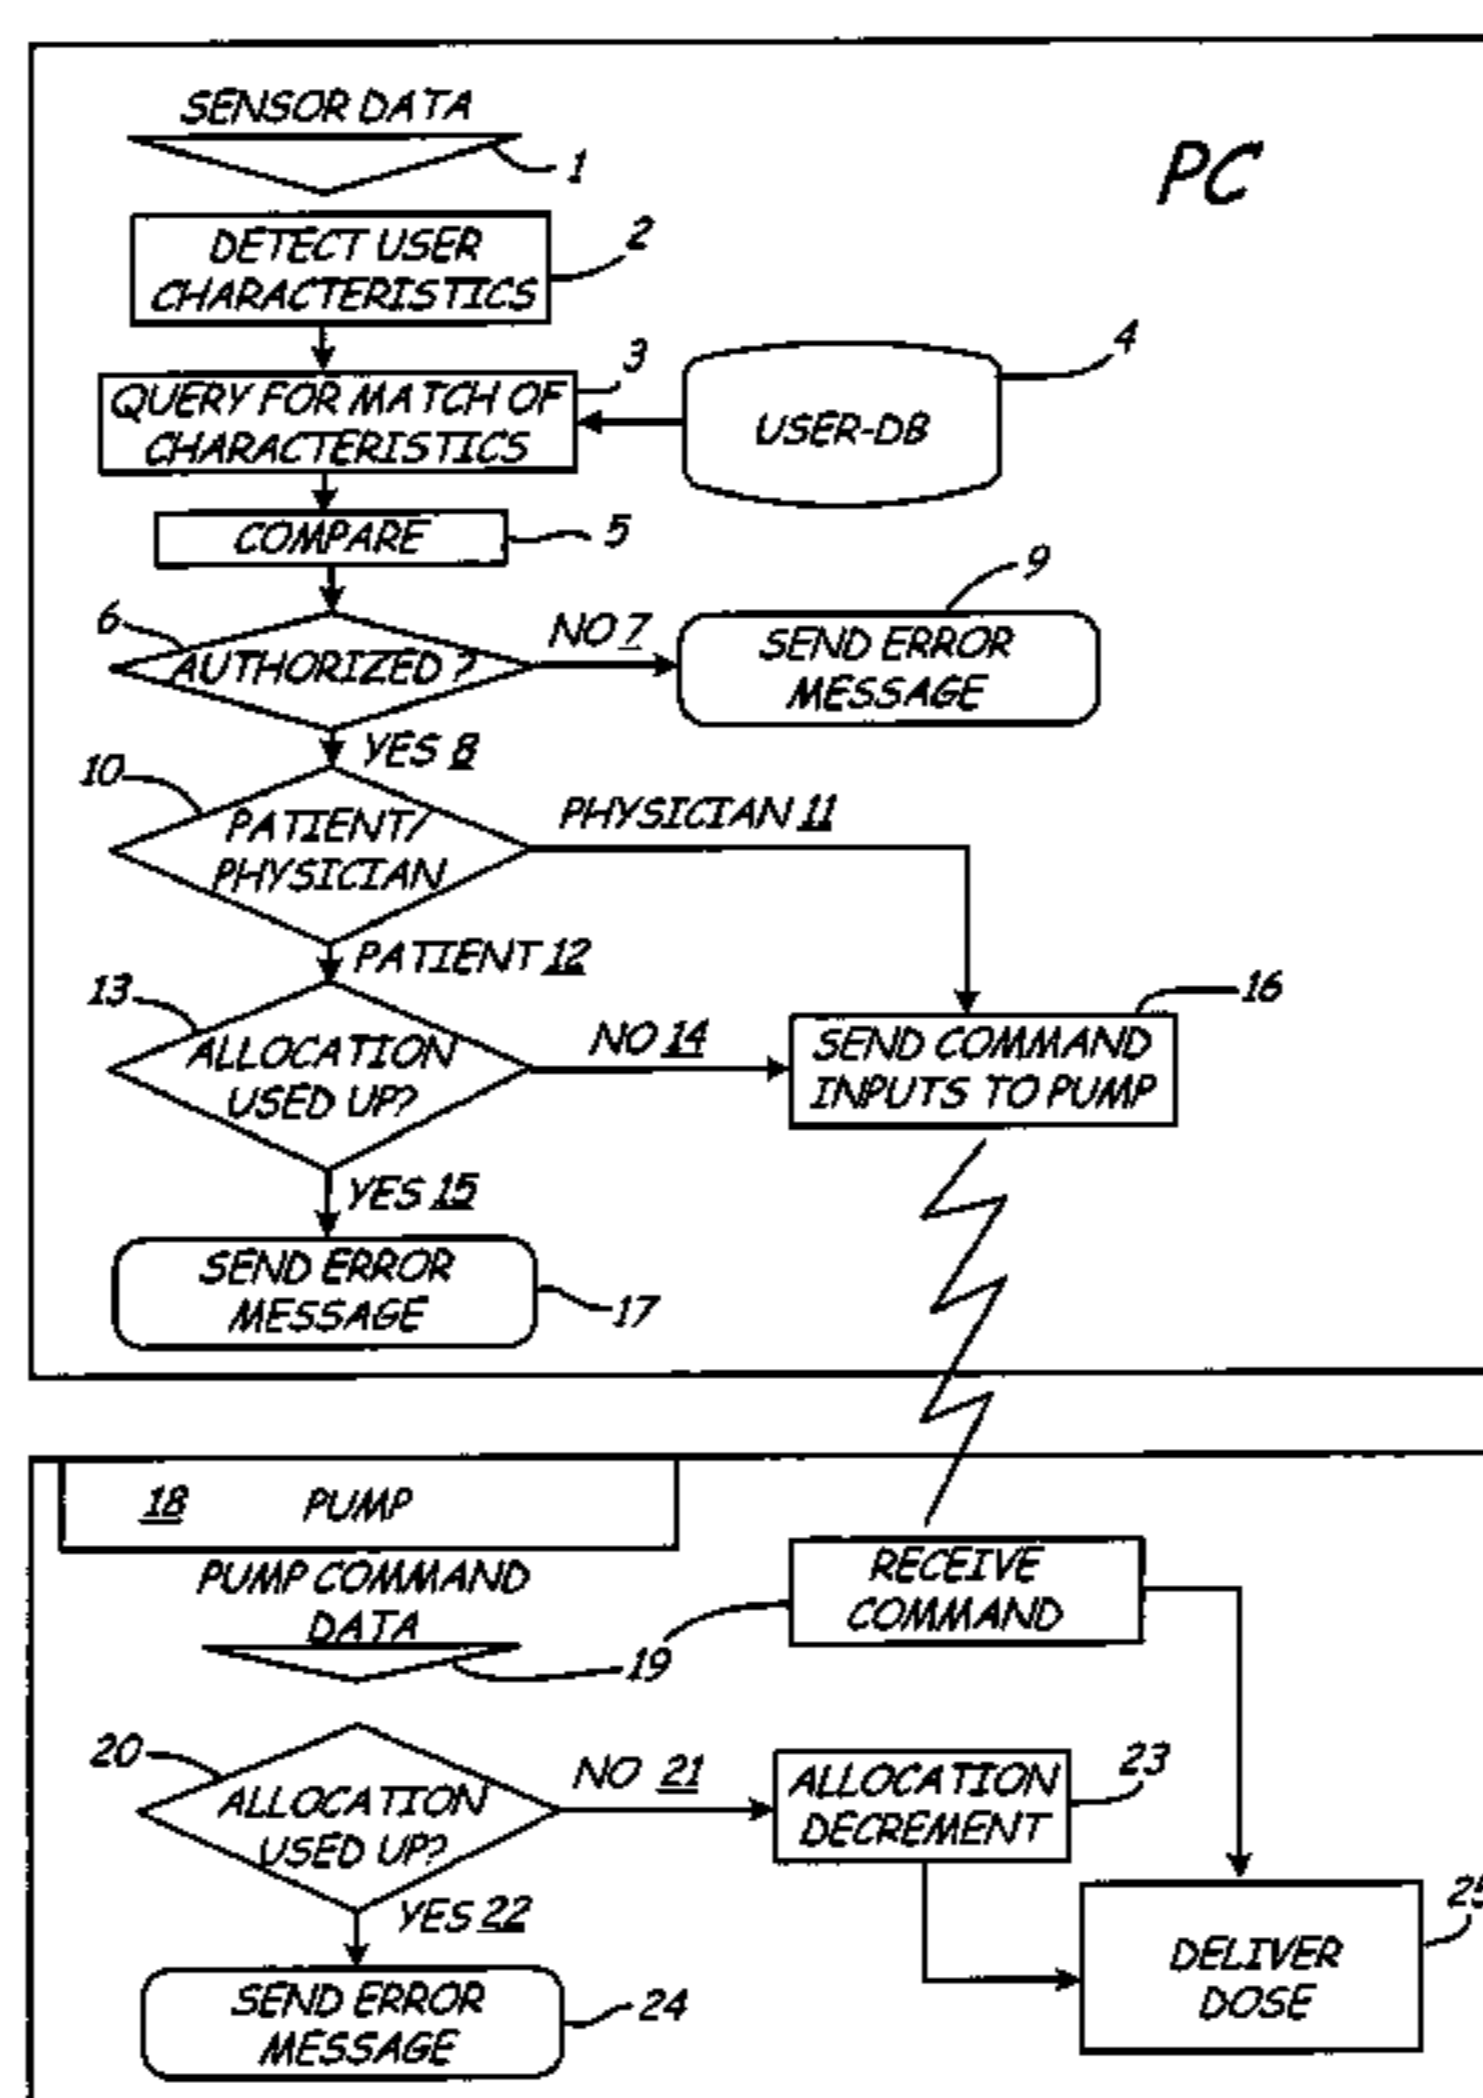 SENSOR DATA
1
PC
DETECT USER
CHARACTERISTICS
2
QUERY FOR MATCH OF
CHARACTERISTICS
3
USER-DB
4
COMPARE
5
6
AUTHORIZED?
NO 7
SEND ERROR
MESSAGE
9
YES 8
10
PATIENT/
PHYSICIAN
PHYSICIAN 11
PATIENT 12
13
ALLOCATION
USED UP?
NO 14
SEND COMMAND
INPUTS TO PUMP
16
YES 15
SEND ERROR
MESSAGE
17
18 PUMP
PUMP COMMAND
DATA
19
RECEIVE
COMMAND
20
ALLOCATION
USED UP?
NO 21
ALLOCATION
DECREMENT
23
YES 22
SEND ERROR
MESSAGE
24
DELIVER
DOSE
25